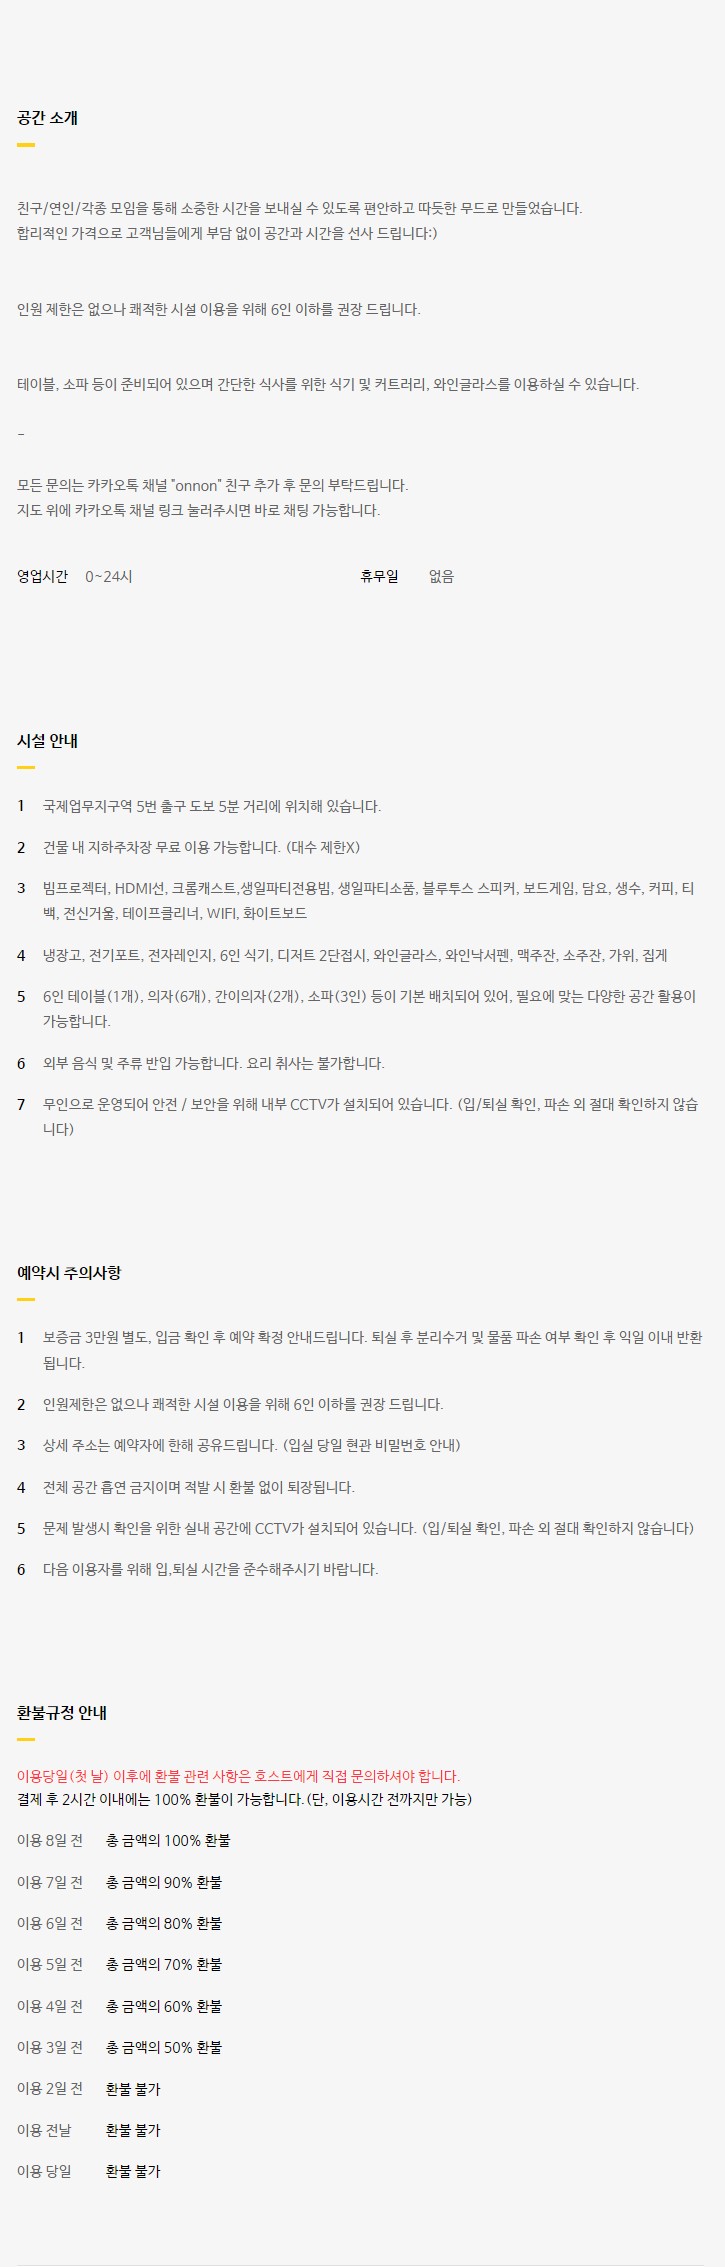 공간 소개
친구/연인/각종 모임을 통해 소중한 시간을 보내실 수 있도록 편안하고 따듯한 무드로 만들었습니다.
합리적인 가격으로 고객님들에게 부담 없이 공간과 시간을 선사 드립니다:)
인원 제한은 없으나 쾌적한 시설 이용을 위해 6인 이하를 권장 드립니다.
테이블, 소파 등이 준비되어 있으며 간단한 식사를 위한 식기 및 커트러리, 와인글라스를 이용하실 수 있습니다.
-
모든 문의는 카카오톡 채널 "onnon" 친구 추가 후 문의 부탁드립니다.
지도 위에 카카오톡 채널 링크 눌러주시면 바로 채팅 가능합니다.
영업시간 0~24시 휴무일 없음
시설 안내
1 국제업무지구역 5번 출구 도보 5분 거리에 위치해 있습니다.
2 건물 내 지하주차장 무료 이용 가능합니다. (대수 제한X)
3 빔프로젝터, HDMI선, 크롬캐스트,생일파티전용빔, 생일파티소품, 블루투스 스피커, 보드게임, 담요, 생수, 커피, 티
백, 전신거울, 테이프클리너, WIFI, 화이트보드
4 냉장고, 전기포트, 전자레인지, 6인 식기, 디저트 2단접시, 와인글라스, 와인낙서펜, 맥주잔, 소주잔, 가위, 집게
5 6인 테이블(1개), 의자(6개), 간이의자(2개), 소파(3인) 등이 기본 배치되어 있어, 필요에 맞는 다양한 공간 활용이
가능합니다.
6 외부 음식 및 주류 반입 가능합니다. 요리 취사는 불가합니다.
7 무인으로 운영되어 안전 / 보안을 위해 내부 CCTV가 설치되어 있습니다. (입/퇴실 확인, 파손 외 절대 확인하지 않습
니다)
예약시 주의사항
1 보증금 3만원 별도, 입금 확인 후 예약 확정 안내드립니다. 퇴실 후 분리수거 및 물품 파손 여부 확인 후 익일 이내 반환
됩니다.
2 인원제한은 없으나 쾌적한 시설 이용을 위해 6인 이하를 권장 드립니다.
3 상세 주소는 예약자에 한해 공유드립니다. (입실 당일 현관 비밀번호 안내)
4 전체 공간 흡연 금지이며 적발 시 환불 없이 퇴장됩니다.
5 문제 발생시 확인을 위한 실내 공간에 CCTV가 설치되어 있습니다. (입/퇴실 확인, 파손 외 절대 확인하지 않습니다)
6 다음 이용자를 위해 입,퇴실 시간을 준수해주시기 바랍니다.
환불규정 안내
이용당일(첫 날) 이후에 환불 관련 사항은 호스트에게 직접 문의하셔야 합니다.
결제 후 2시간 이내에는 100% 환불이 가능합니다.(단, 이용시간 전까지만 가능)
이용 8일 전 총 금액의 100% 환불
이용 7일 전 총 금액의 90% 환불
이용 6일 전 총 금액의 80% 환불
이용 5일 전 총 금액의 70% 환불
이용 4일 전 총 금액의 60% 환불
이용 3일 전 총 금액의 50% 환불
이용 2일 전 환불 불가
이용 전날 환불 불가
이용 당일 환불 불가